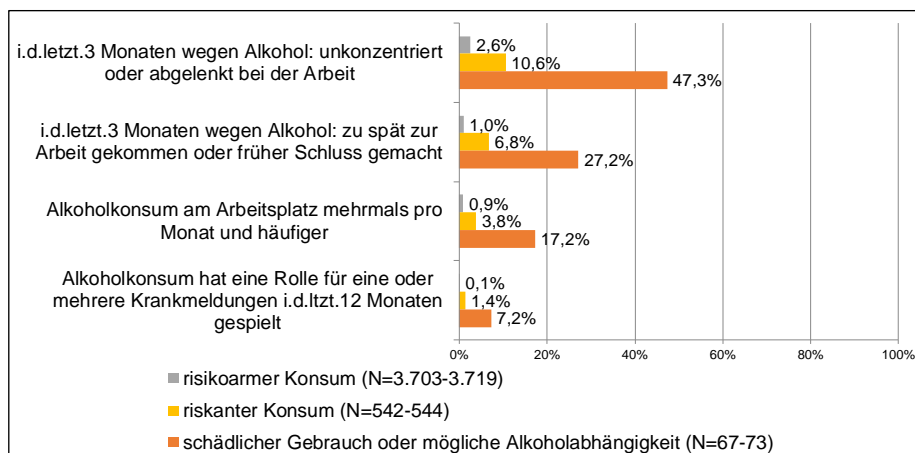 i.d.letzt.3 Monaten wegen Alkohol: unkonzentriert
oder abgelenkt bei der Arbeit
2,6%
10,6%
47,3%
i.d.letzt.3 Monaten wegen Alkohol: zu spät zur
Arbeit gekommen oder früher Schluss gemacht
1,0%
6,8%
27,2%
Alkoholkonsum am Arbeitsplatz mehrmals pro
Monat und häufiger
0,9%
3,8%
17,2%
Alkoholkonsum hat eine Rolle für eine oder
mehrere Krankmeldungen i.d.ltzt.12 Monaten
gespielt
0,1%
1,4%
7,2%
0% 20% 40% 60% 80% 100%
risikoarmer Konsum (N=3.703-3.719)
riskanter Konsum (N=542-544)
schädlicher Gebrauch oder mögliche Alkoholabhängigkeit (N=67-73)